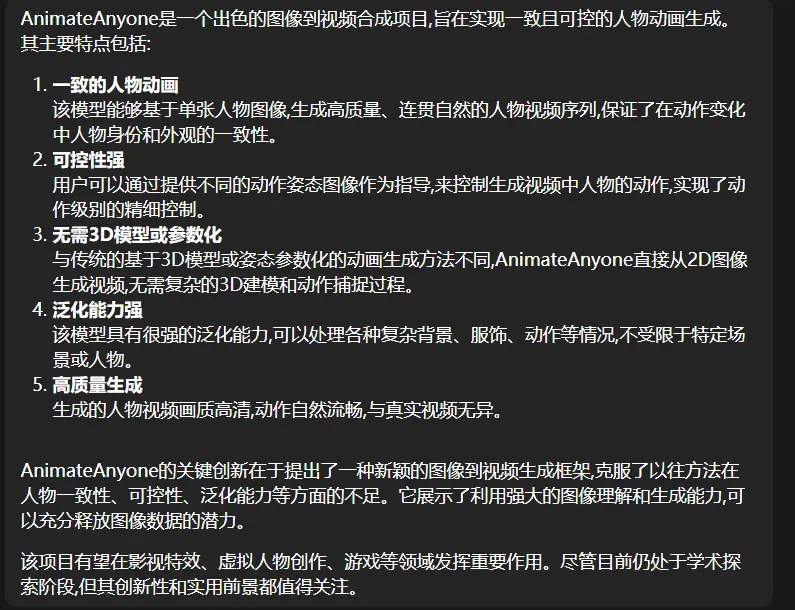 AnimateAnyone是一个出色的图像到视频合成项目,旨在实现一致且可控的人物动画生成。
其主要特点包括:
1. 一致的人物动画
该模型能够基于单张人物图像,生成高质量、连贯自然的人物视频序列,保证了在动作变化
中人物身份和外观的一致性。
2. 可控性强
用户可以通过提供不同的动作姿态图像作为指导,来控制生成视频中人物的动作,实现了动
作级别的精细控制。
3. 无需3D模型或参数化
与传统的基于3D模型或姿态参数化的动画生成方法不同,AnimateAnyone直接从2D图像
生成视频,无需复杂的3D建模和动作捕捉过程。
4. 泛化能力强
该模型具有很强的泛化能力,可以处理各种复杂背景、服饰、动作等情况,不受限于特定场
景或人物。
5. 高质量生成
生成的人物视频画质高清,动作自然流畅,与真实视频无异。
AnimateAnyone的关键创新在于提出了一种新颖的图像到视频生成框架,克服了以往方法在
人物一致性、可控性、泛化能力等方面的不足。它展示了利用强大的图像理解和生成能力,可
以充分释放图像数据的潜力。
该项目有望在影视特效、虚拟人物创作、游戏等领域发挥重要作用。尽管目前仍处于学术探
索阶段,但其创新性和实用前景都值得关注。